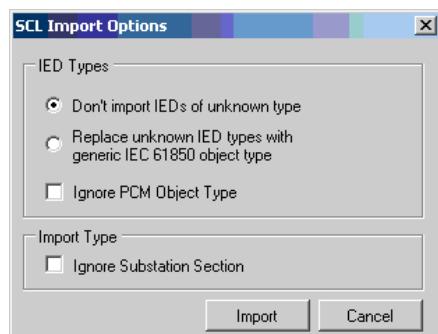 SCL Import Options
IED Types
Don't import IEDs of unknown type
Replace unknown IED types with
generic IEC 61850 object type
Ignore PCM Object Type
Import Type
Ignore Substation Section
Import
Cancel